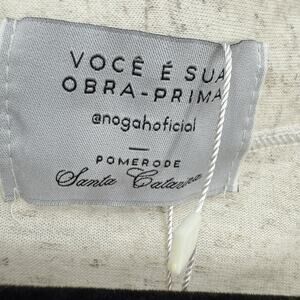 VOCÊ É SUA
OBRA-PRIMA
@nogahoficial
POMERODE
Santa Catarina